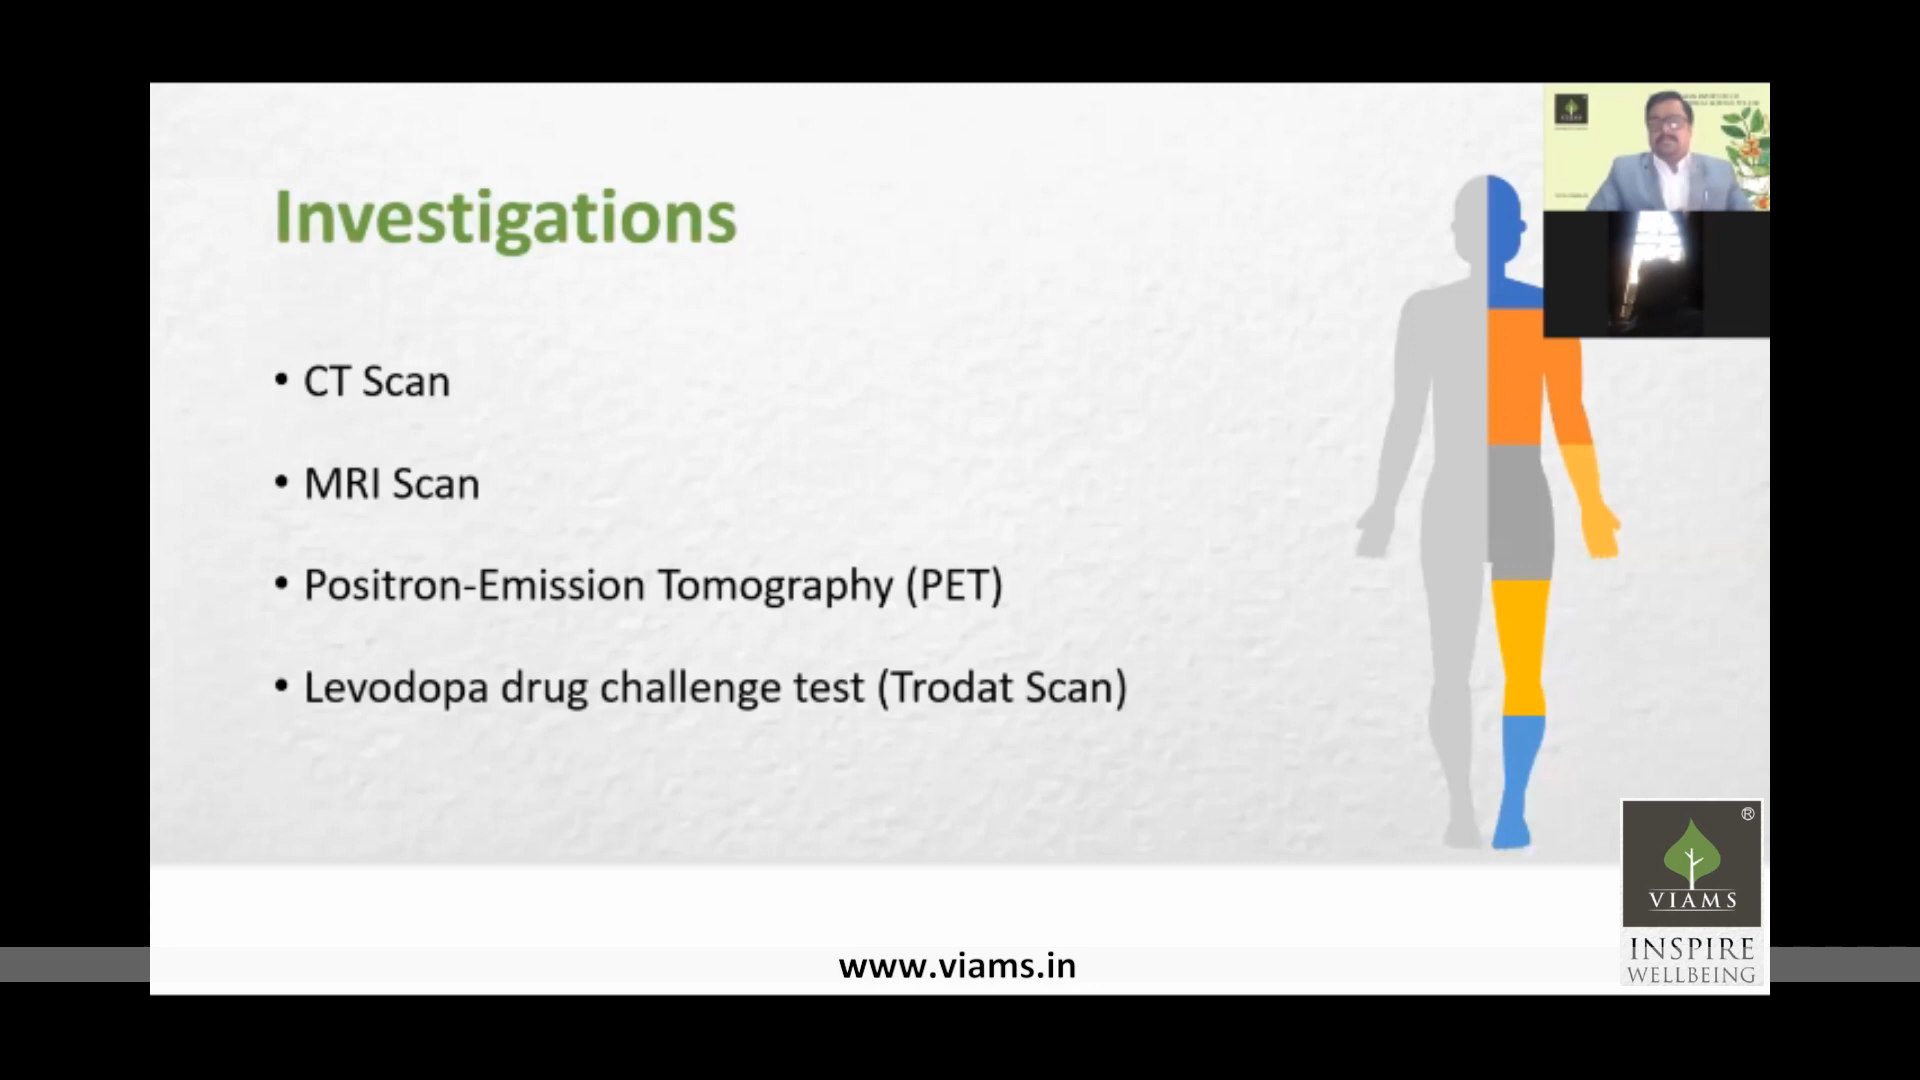 Investigations
• CT Scan
• MRI Scan
• Positron-Emission Tomography (PET)
• Levodopa drug challenge test (Trodat Scan)
®
VIAMS
INSPIRE
WELLBEING
www.viams.in